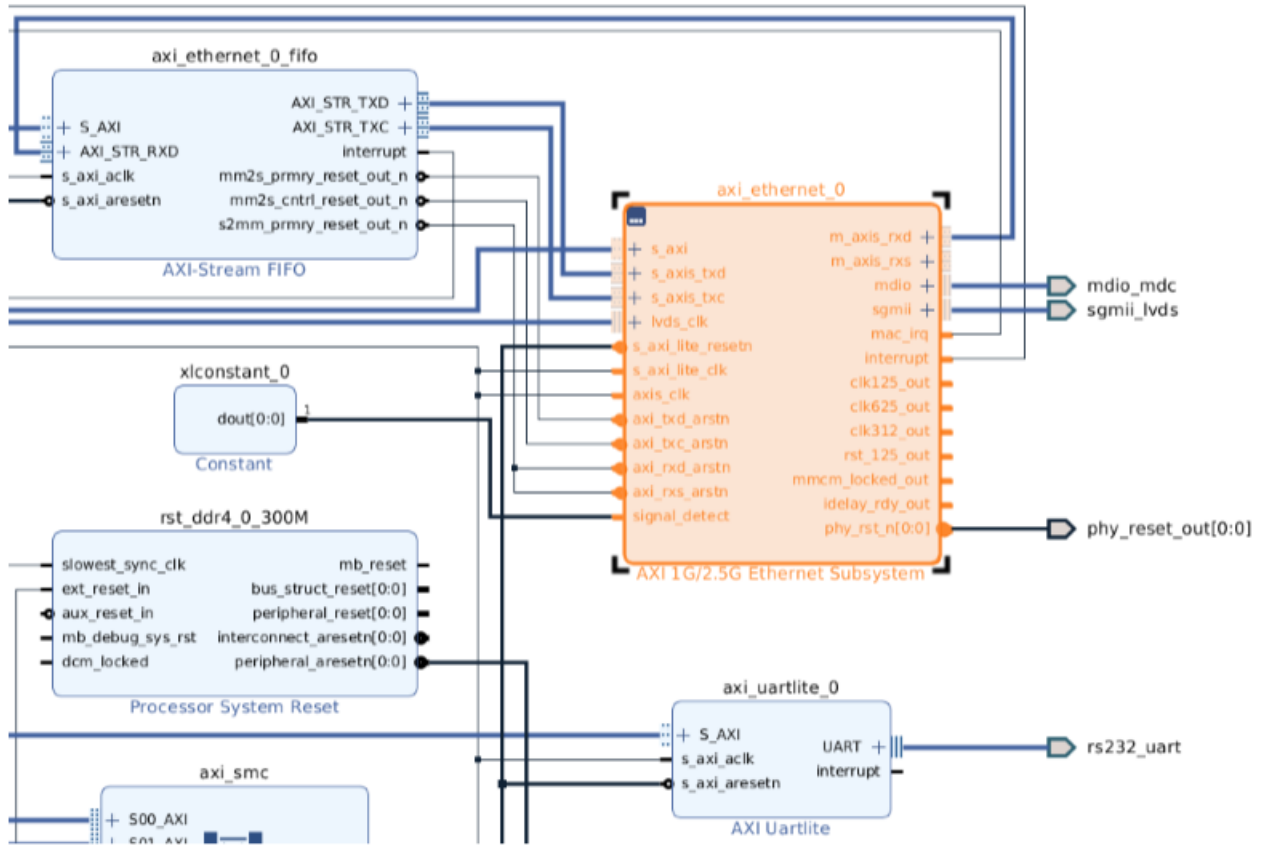 axi_ethernet_0_fifo
AXI_STR_TXD
S_AXI
AXI_STR_TXC
AXI_STR_RXD
interrupt
s_axi_aclk
mm2s_prmry_reset_out_n
s_axi_aresetn
mm2s_cntrl_reset_out_n
s2mm_prmry_reset_out_n
AXI-Stream FIFO
axi_ethernet_0
s_axi
s_axis_txd
s_axis_txc
lvds_clk
s_axi_lite_resetn
s_axi_lite_clk
axis_clk
axi_txd_arstn
axi_txc_arstn
axi_rxd_arstn
axi_rxs_arstn
signal_detect
m_axis_rxd
m_axis_rxs
mdio
sgmii
mac_irq
interrupt
clk125_out
clk625_out
clk312_out
rst_125_out
mmcm_locked_out
idelay_rdy_out
phy_rst_n[0:0]
AXI 1G/2.5G Ethernet Subsystem
mdio_mdc
sgmii_lvds
phy_reset_out[0:0]
xlconstant_0
dout[0:0]
1
Constant
rst_ddr4_0_300M
slowest_sync_clk
ext_reset_in
aux_reset_in
mb_debug_sys_rst
dcm_locked
mb_reset
bus_struct_reset[0:0]
peripheral_reset[0:0]
interconnect_aresetn[0:0]
peripheral_aresetn[0:0]
Processor System Reset
axi_uartlite_0
S_AXI
s_axi_aclk
s_axi_aresetn
UART
interrupt
AXI Uartlite
rs232_uart
axi_smc
S00_AXI
S01_AXI